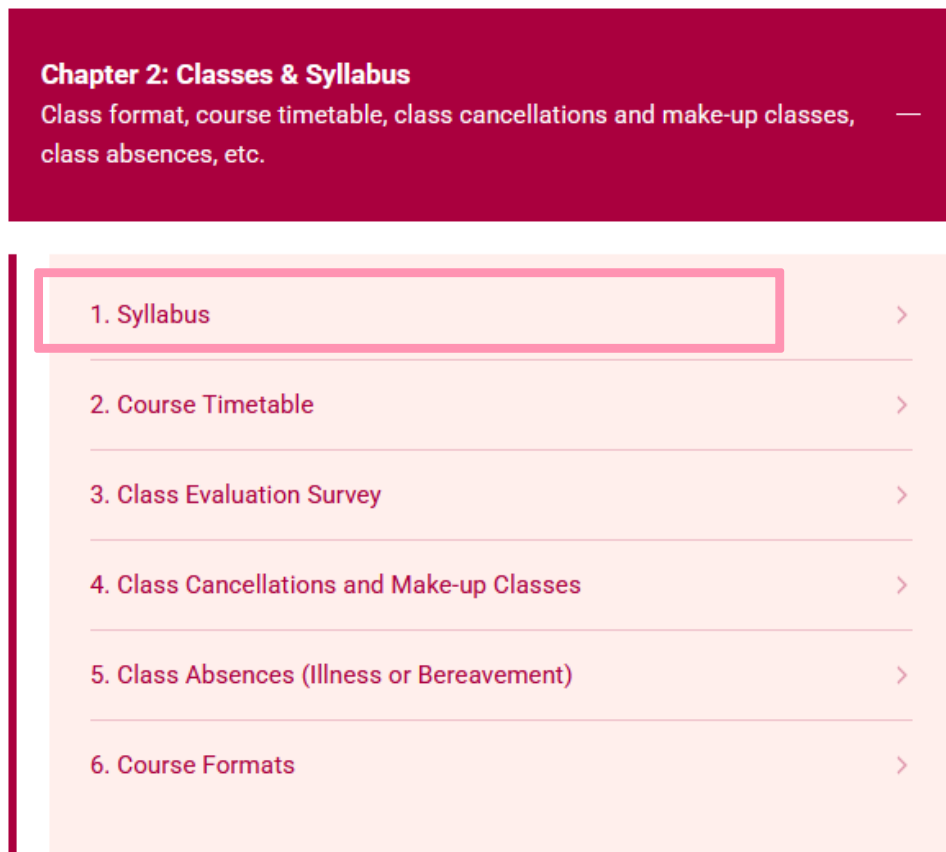 Chapter 2: Classes & Syllabus
Class format, course timetable, class cancellations and make-up classes,
class absences, etc.
1. Syllabus
2. Course Timetable
3. Class Evaluation Survey
4. Class Cancellations and Make-up Classes
5. Class Absences (Illness or Bereavement)
6. Course Formats